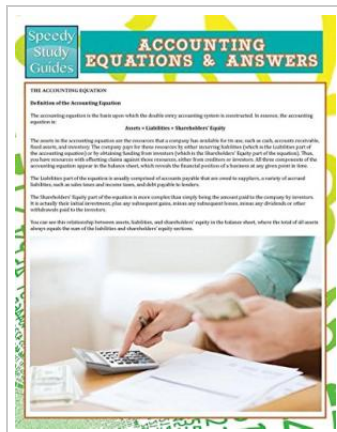 Speedy
Study
Guides
ACCOUNTING
EQUATIONS & ANSWERS
THE ACCOUNTING EQUATION
Definition of the Accounting Equation
The accounting equation is the basis upon which the double entry accounting system is constructed. In essence, the accounting
equation is:
Assets = Liabilities + Shareholders' Equity
The assets in the accounting equation are the resources that a company has available for its use, such as cash, accounts receivable,
fixed assets, and inventory. The company pays for these resources by either incurring liabilities (which is the Liabilities part of
the accounting equation) or by obtaining funding from investors (which is the Shareholders' Equity part of the equation). Thus,
you have resources with offsetting claims against those resources, either from creditors or investors. All three components of the
accounting equation appear in the balance sheet, which reveals the financial position of a business at any given point in time.
The Liabilities part of the equation is usually comprised of accounts payable that are owed to suppliers, a variety of accrued
liabilities, such as sales taxes and income taxes, and debt payable to lenders.
The Shareholders' Equity part of the equation is more complex than simply being the amount paid to the company by investors.
It is actually their initial investment, plus any subsequent gains, minus any subsequent losses, minus any dividends or other
withdrawals paid to the investors.
You can see this relationship between assets, liabilities, and shareholders' equity in the balance sheet, where the total of all assets
always equals the sum of the liabilities and shareholders' equity sections.